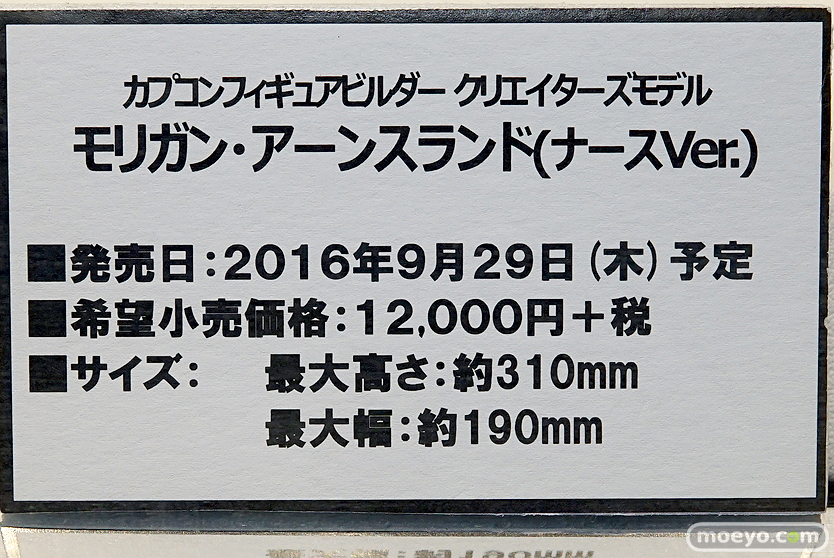 カプコンフィギュアビルダー クリエイターズモデル
モリガン・アーンスランド(ナースVer.)
■発売日：2016年9月29日(木)予定
■希望小売価格：12,000円＋税
■サイズ： 最大高さ：約310mm
最大幅：約190mm
moeyo.com